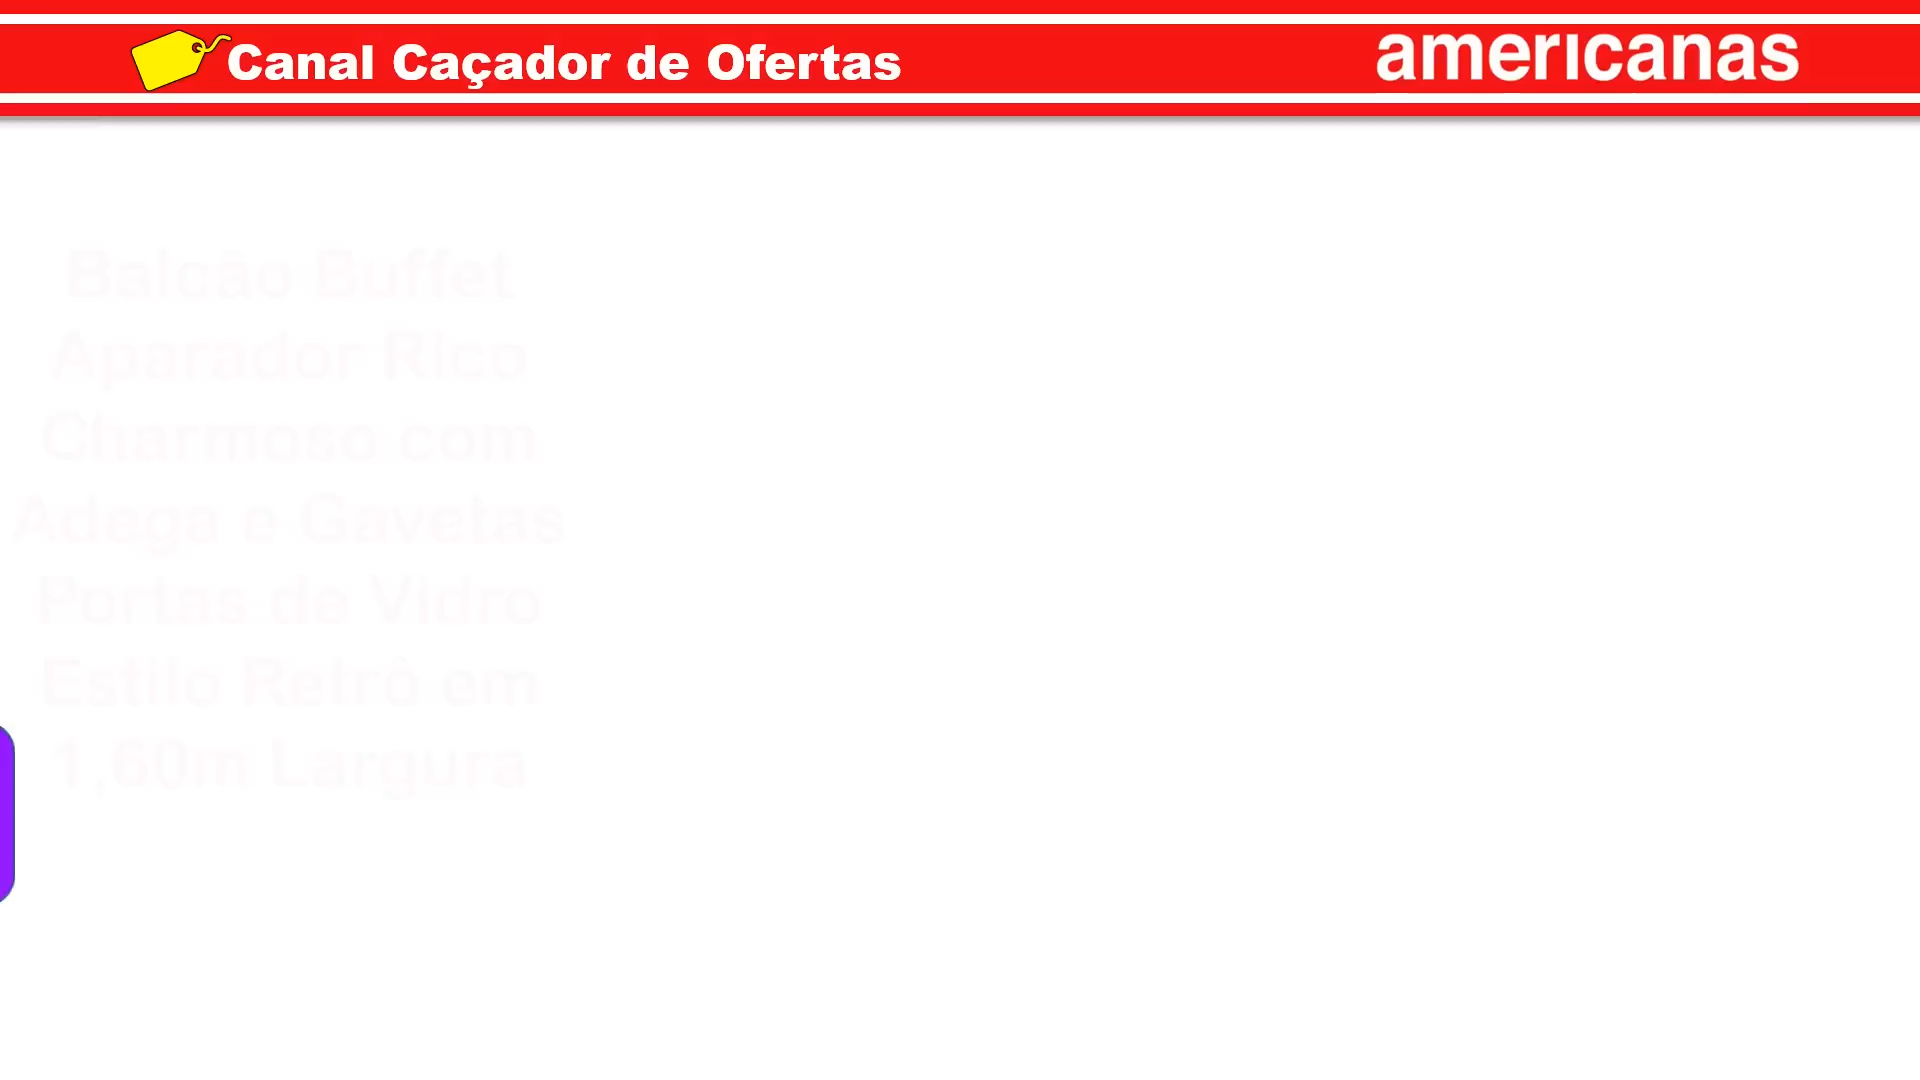 Canal Caçador de Ofertas
americanas
Balcão Buffet
Aparador Rico
Charmoso com
Adega e Gavetas
Portas de Vidro
Estilo Retrô em
1,60m Largura